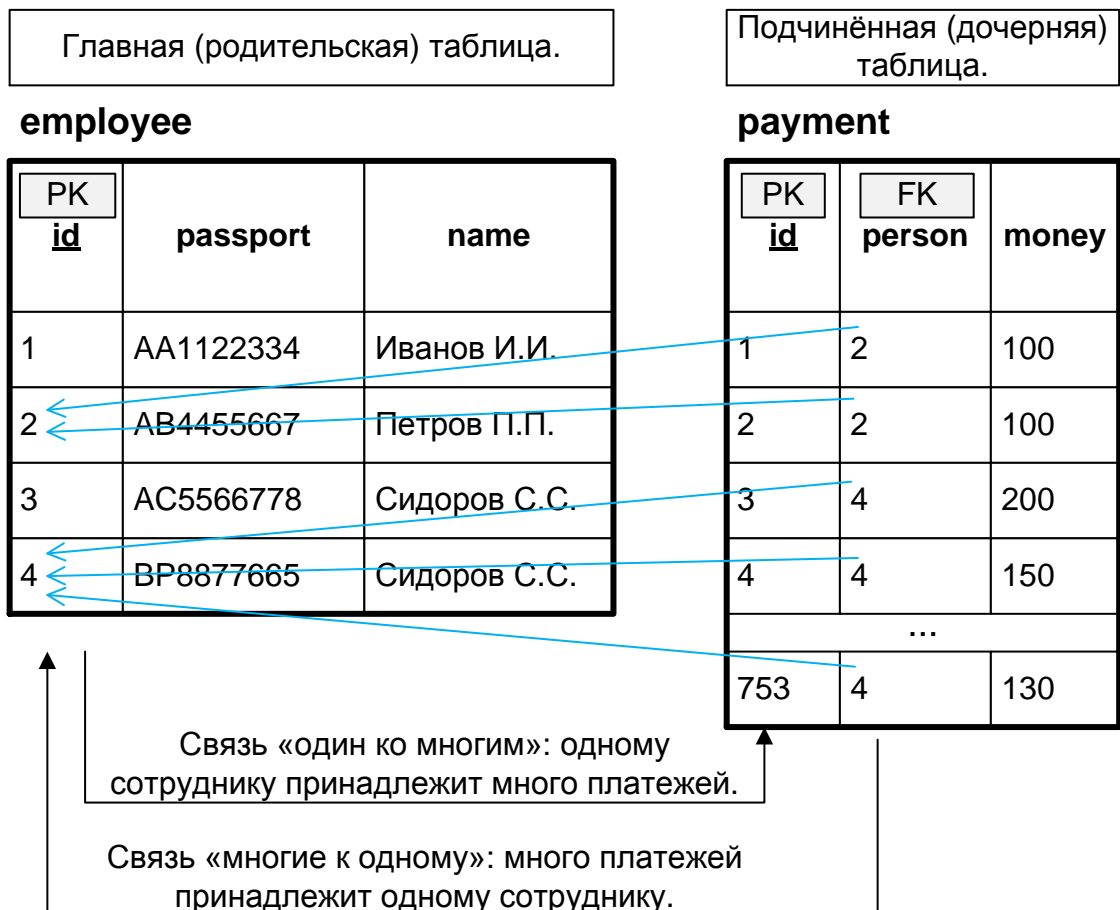 Главная (родительская) таблица.
Подчинённая (дочерняя)
таблица.
employee
payment
PK
id
passport
name
PK
id
FK
person
money
1 AA1122334 Иванов И.И.
2 AB4455667 Петров П.П.
3 AC5566778 Сидоров С.С.
4 BP8877665 Сидоров С.С.
1 2 100
2 2 100
3 4 200
4 4 150
...
753 4 130
Связь «один ко многим»: одному
сотруднику принадлежит много платежей.
Связь «многие к одному»: много платежей
принадлежит одному сотруднику.